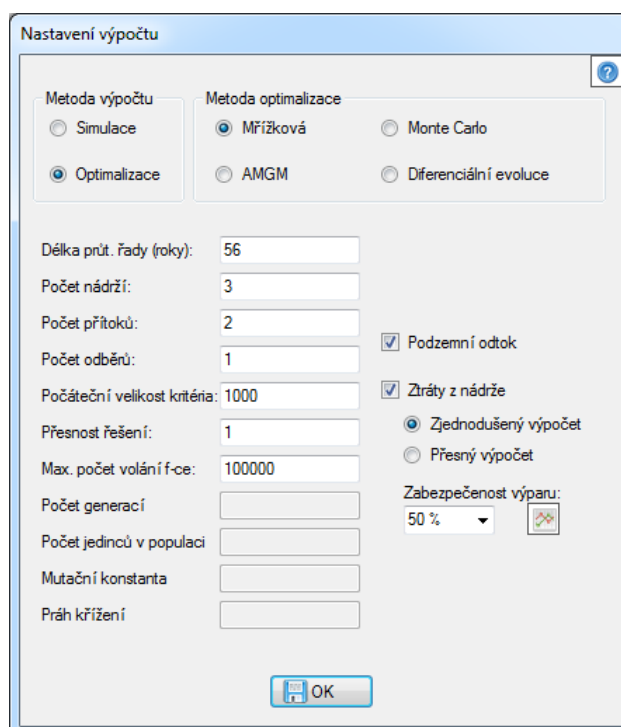 Nastavení výpočtu
Metoda výpočtu
Simulace
Optimalizace
Metoda optimalizace
Mřížková
Monte Carlo
AMGM
Diferenciální evoluce
Délka průt. řady (roky): 56
Počet nádrží: 3
Počet přítoků: 2
Počet odběrů: 1
Počáteční velikost kritéria: 1000
Přesnost řešení: 1
Max. počet volání f-ce: 100000
Počet generací
Počet jedinců v populaci
Mutační konstanta
Práh křížení
Podzemní odtok
Ztráty z nádrže
Zjednodušený výpočet
Přesný výpočet
Zabezpečenost výparu:
50 %
OK